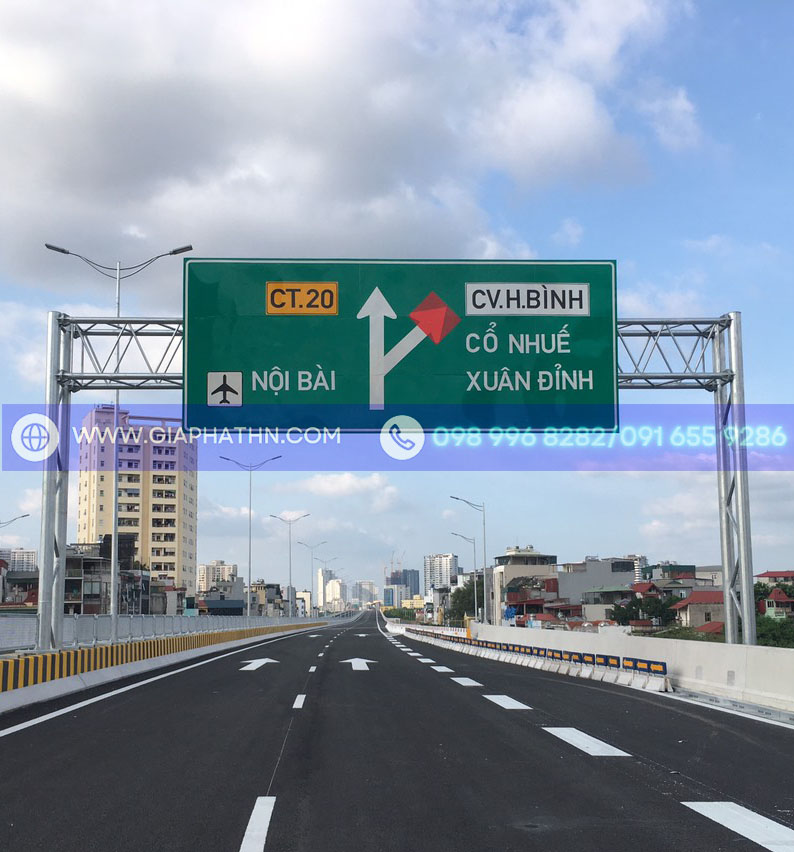 CT.20
NỘI BÀI
CV.H.BÌNH
CỔ NHUẾ
XUÂN ĐỈNH
WWW.GIAPHATHN.COM
098 996 8282/091 655 9286